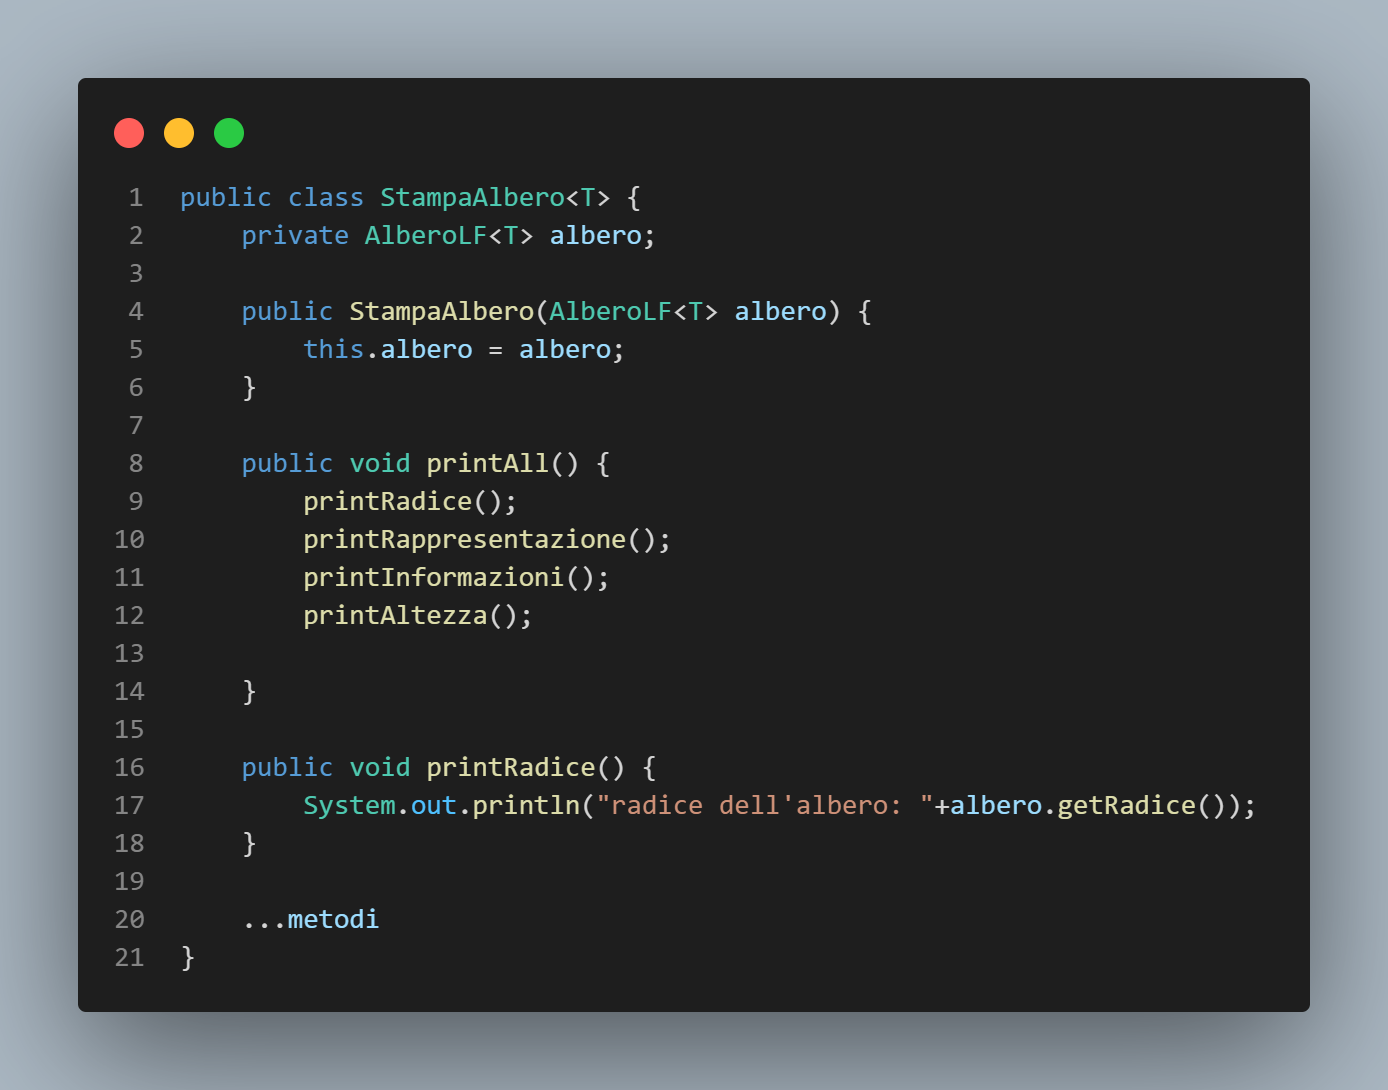 1 public class StampaAlbero<T> {
2     private AlberoLF<T> albero;
3
4     public StampaAlbero(AlberoLF<T> albero) {
5         this.albero = albero;
6     }
7
8     public void printAll() {
9         printRadice();
10         printRappresentazione();
11         printInformazioni();
12         printAltezza();
13
14     }
15
16     public void printRadice() {
17         System.out.println("radice dell'albero: "+albero.getRadice());
18     }
19
20     ...metodi
21 }